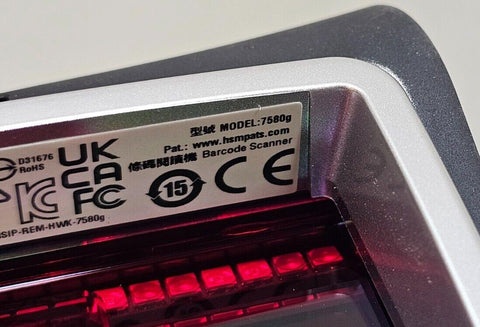 型號 MODEL:7580g
Pat.: www.hsmpats.com
條碼閱讀機 Barcode Scanner
D31676
RoHS
UK
CA
FC
15
CE
SIP-REM-HWK-7580g